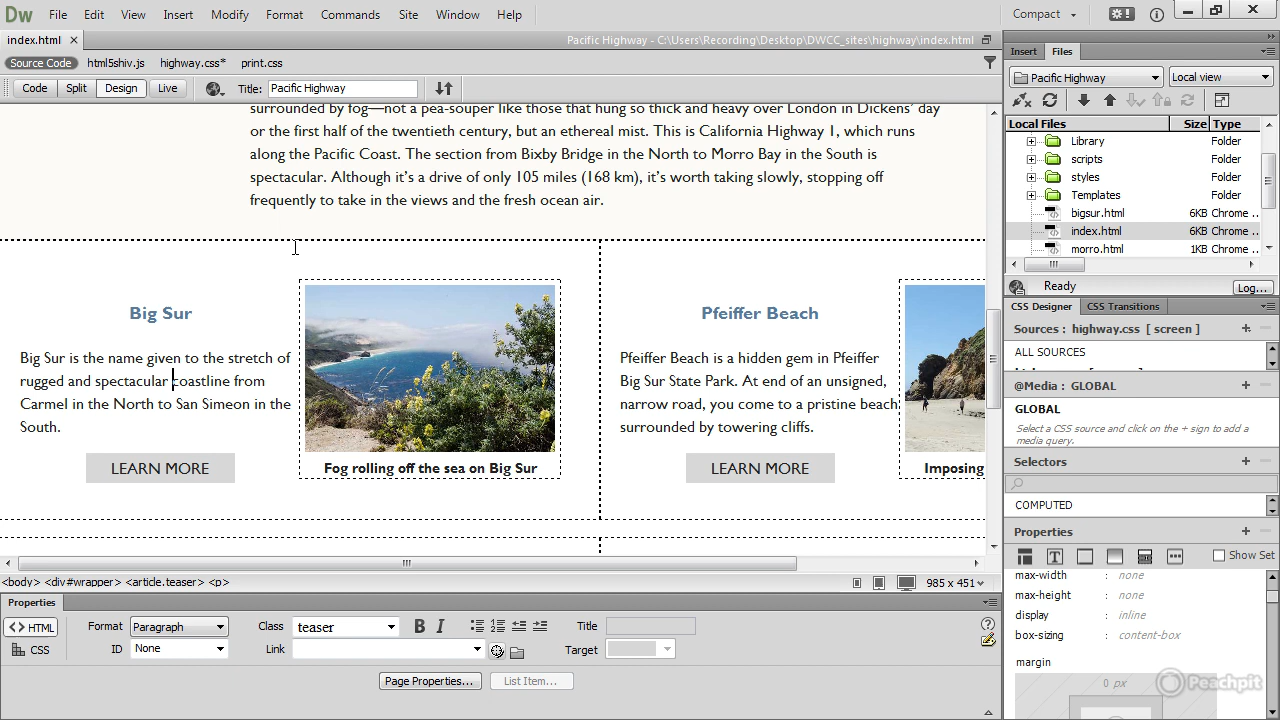 Dw File Edit View Insert Modify Format Commands Site Window Help Compact
index.html Pacific Highway - C:\Users\Recording\Desktop\DWCC_sites\highway\index.html
Source Code html5shiv.js highway.css* print.css
Code Split Design Live Title: Pacific Highway
surrounded by fog—not a pea-souper like those that hung so thick and heavy over London in Dickens’ day
or the first half of the twentieth century, but an ethereal mist. This is California Highway 1, which runs
along the Pacific Coast. The section from Bixby Bridge in the North to Morro Bay in the South is
spectacular. Although it’s a drive of only 105 miles (168 km), it’s worth taking slowly, stopping off
frequently to take in the views and the fresh ocean air.
Big Sur
Big Sur is the name given to the stretch of
rugged and spectacular coastline from
Carmel in the North to San Simeon in the
South.
LEARN MORE
Fog rolling off the sea on Big Sur
Pfeiffer Beach
Pfeiffer Beach is a hidden gem in Pfeiffer
Big Sur State Park. At end of an unsigned,
narrow road, you come to a pristine beach
surrounded by towering cliffs.
LEARN MORE
Imposing
<body> <div#wrapper> <article.teaser> <p> 985 x 451
Properties
<> HTML Format Paragraph Class teaser B I Title
CSS ID None Link Target
Page Properties... List Item...
Insert Files
Pacific Highway Local view
Local Files Size Type
Library Folder
scripts Folder
styles Folder
Templates Folder
bigsur.html 6KB Chrome ..
index.html 6KB Chrome ..
morro.html 1KB Chrome ..
Ready Log...
CSS Designer CSS Transitions
Sources : highway.css [ screen ]
ALL SOURCES
@Media : GLOBAL
GLOBAL
Select a CSS source and click on the + sign to add a
media query.
Selectors
COMPUTED
Properties
Show Set
max-width : none
max-height : none
display : inline
box-sizing : content-box
margin
0 px
Peachpit